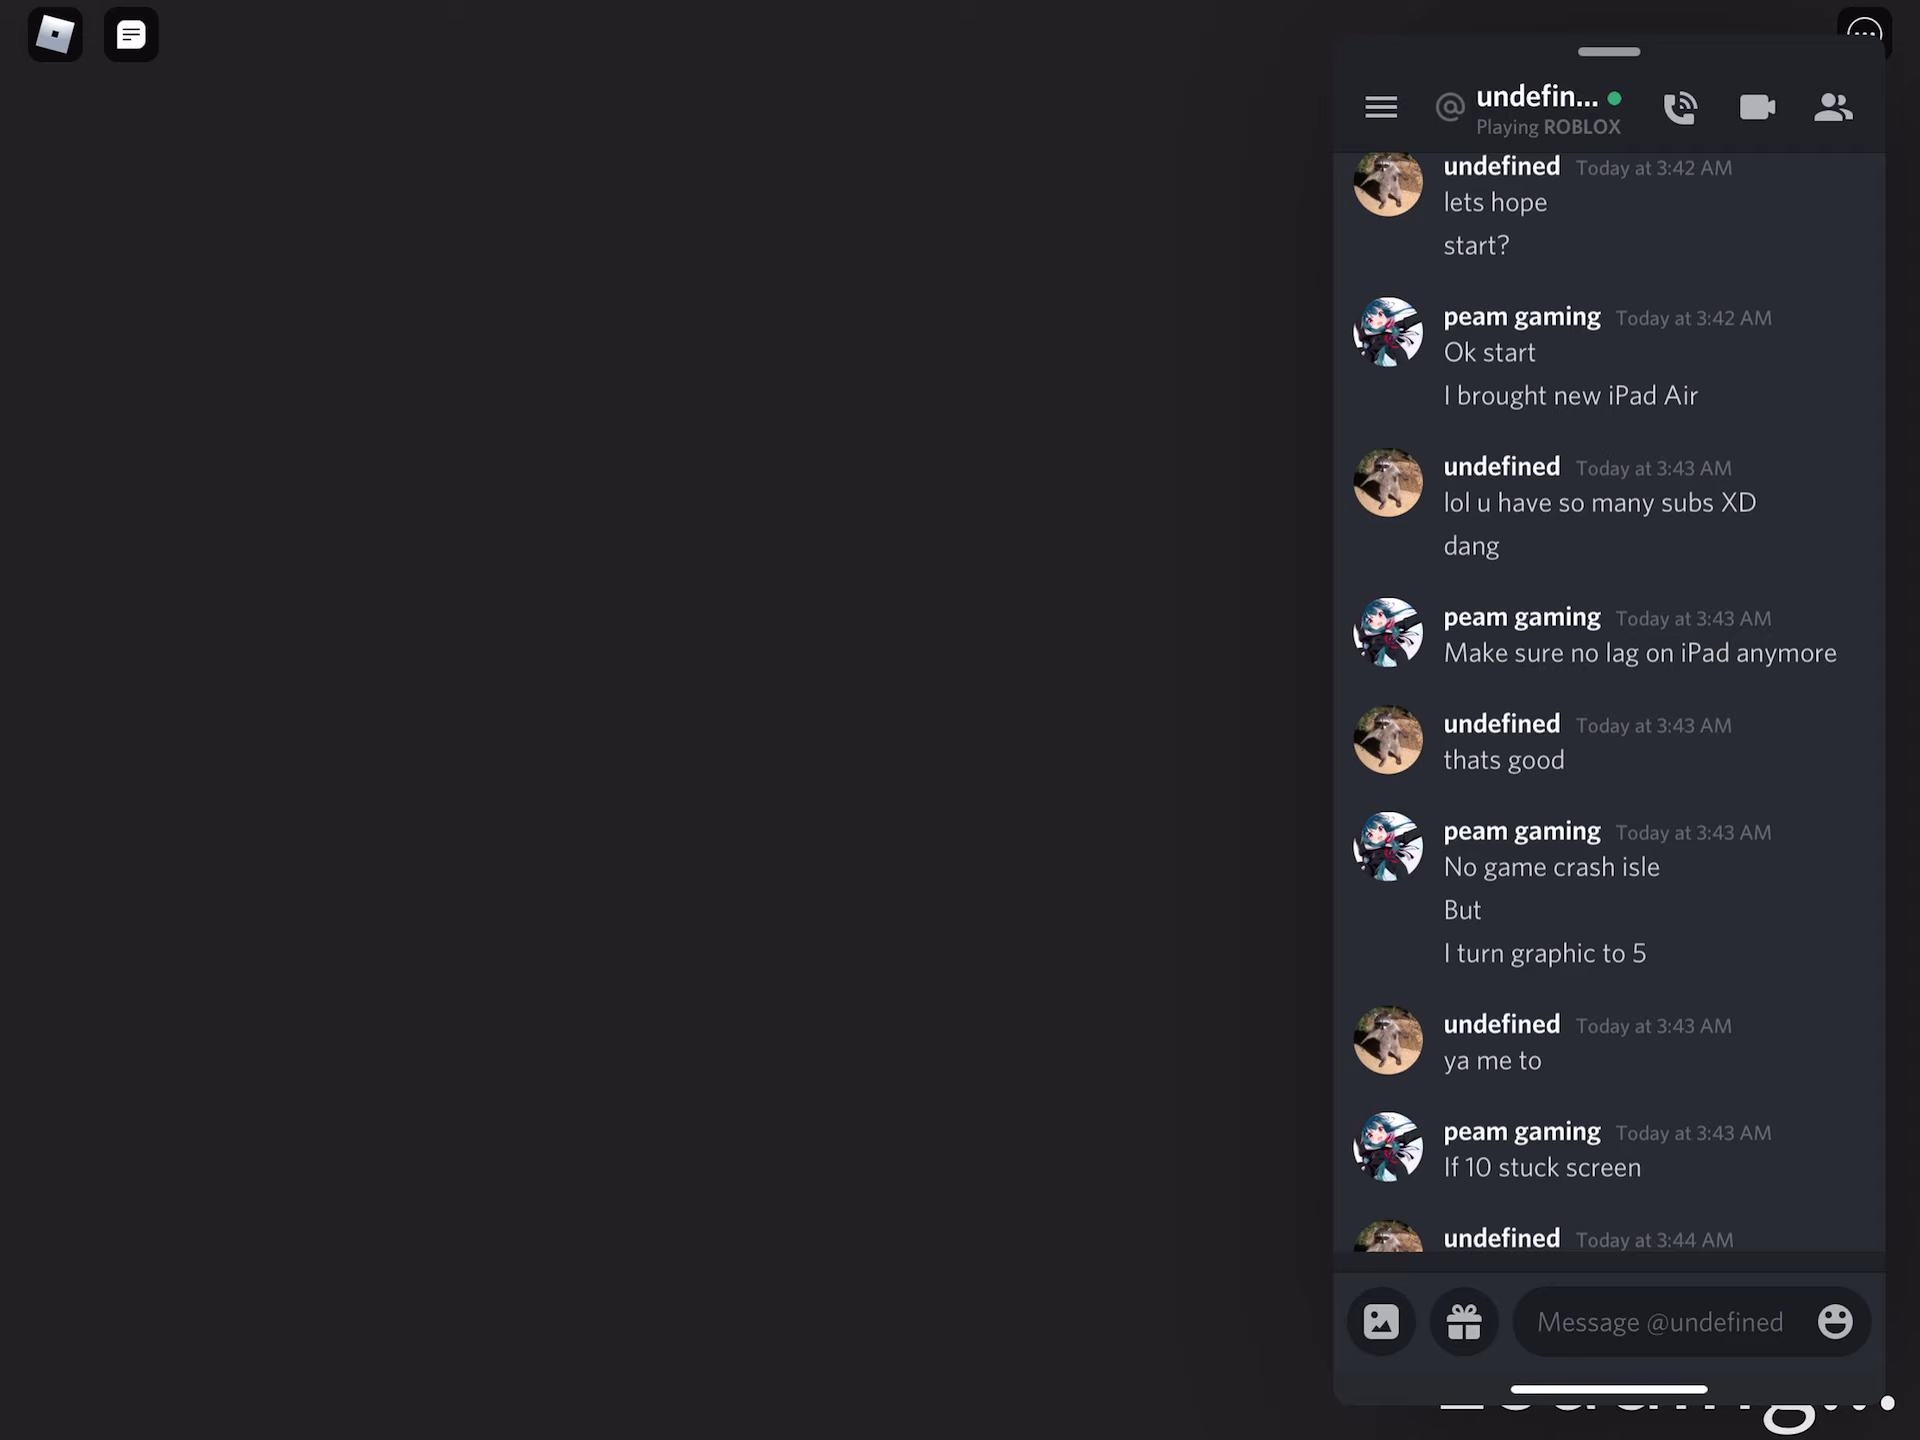 undefin...
Playing ROBLOX
undefined Today at 3:42 AM
lets hope
start?
peam gaming Today at 3:42 AM
Ok start
I brought new iPad Air
undefined Today at 3:43 AM
lol u have so many subs XD
dang
peam gaming Today at 3:43 AM
Make sure no lag on iPad anymore
undefined Today at 3:43 AM
thats good
peam gaming Today at 3:43 AM
No game crash isle
But
I turn graphic to 5
undefined Today at 3:43 AM
ya me to
peam gaming Today at 3:43 AM
If 10 stuck screen
undefined Today at 3:44 AM
Message @undefined